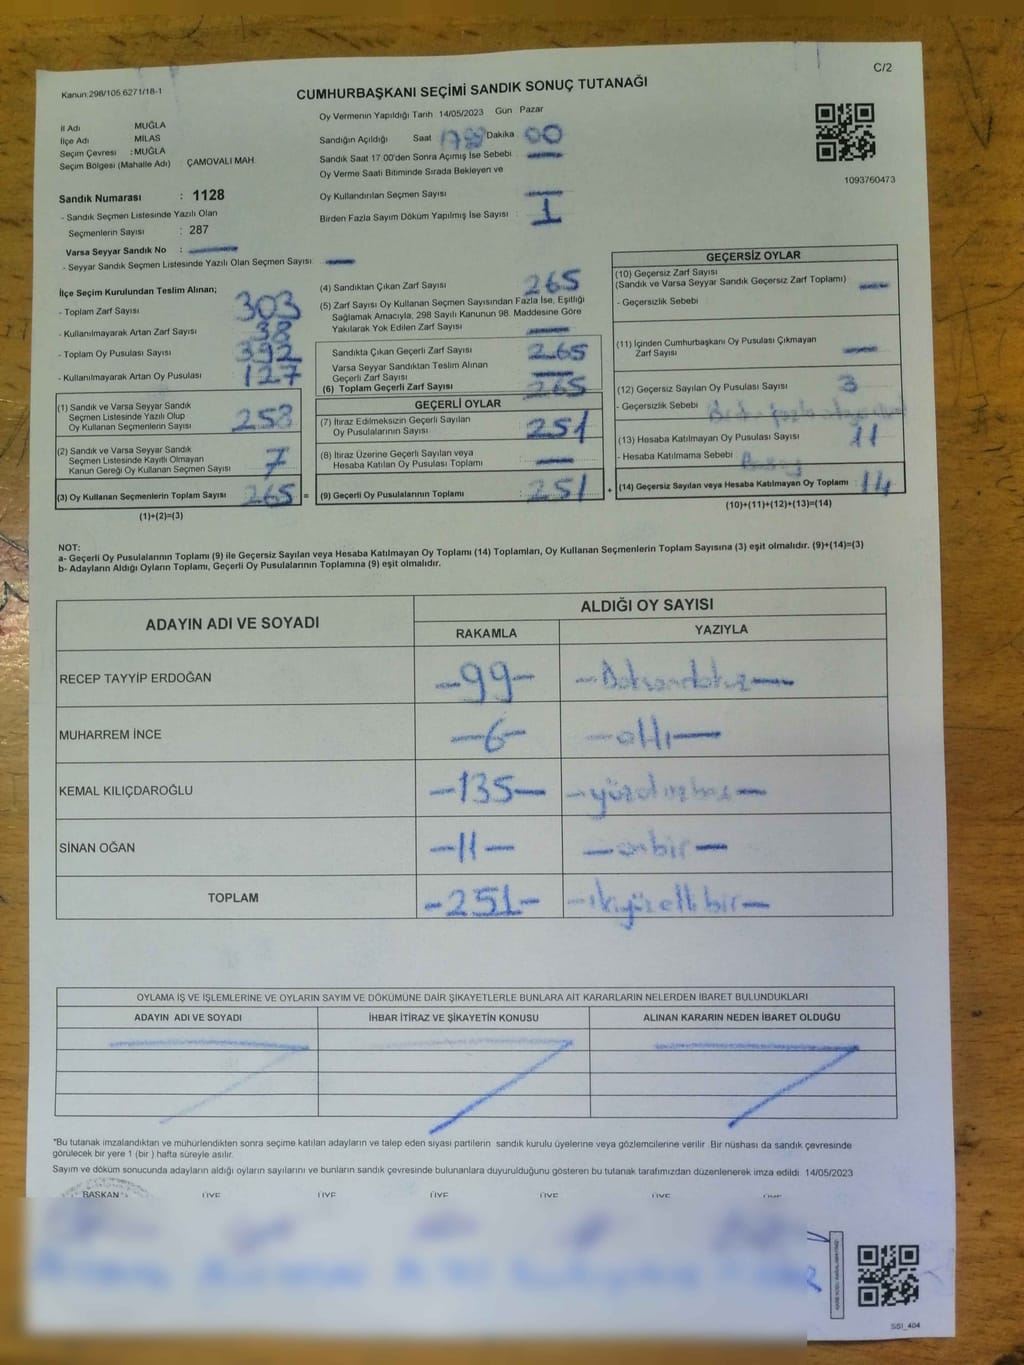 C/2
Kanun:298/105.6271/18-1
CUMHURBAŞKANI SEÇİMİ SANDIK SONUÇ TUTANAĞI
Oy Vermenin Yapıldığı Tarih 14/05/2023 Gün Pazar
İl Adı MUĞLA
İlçe Adı MİLAS
Seçim Çevresi : MUĞLA
Seçim Bölgesi (Mahalle Adı) ÇAMOVALI MAH.
Sandığın Açıldığı Saat Dakika 00
Sandık Saat 17.00'den Sonra Açımış İse Sebebi
Oy Verme Saati Bitiminde Sırada Bekleyen ve
Oy Kullandırılan Seçmen Sayısı
Birden Fazla Sayım Döküm Yapılmış İse Sayısı : 1
1093760473
Sandık Numarası : 1128
- Sandık Seçmen Listesinde Yazılı Olan
Seçmenlerin Sayısı : 287
Varsa Seyyar Sandık No :
- Seyyar Sandık Seçmen Listesinde Yazılı Olan Seçmen Sayısı:
İlçe Seçim Kurulundan Teslim Alınan;
- Toplam Zarf Sayısı 303
- Kullanılmayarak Artan Zarf Sayısı 38
- Toplam Oy Pusulası Sayısı 392
- Kullanılmayarak Artan Oy Pusulası : 127
(1) Sandık ve Varsa Seyyar Sandık
Seçmen Listesinde Yazılı Olup
Oy Kullanan Seçmenlerin Sayısı 258
(2) Sandık ve Varsa Seyyar Sandık
Seçmen Listesinde Kayıtlı Olmayan
Kanun Gereği Oy Kullanan Seçmen Sayısı 7
(3) Oy Kullanan Seçmenlerin Toplam Sayısı 265 =
(1)+(2)=(3)
(4) Sandıktan Çıkan Zarf Sayısı 265
(5) Zarf Sayısı Oy Kullanan Seçmen Sayısından Fazla İse, Eşitliği
Sağlamak Amacıyla, 298 Sayılı Kanunun 98. Maddesine Göre
Yakılarak Yok Edilen Zarf Sayısı
Sandıkta Çıkan Geçerli Zarf Sayısı 265
Varsa Seyyar Sandıktan Teslim Alınan
Geçerli Zarf Sayısı
(6) Toplam Geçerli Zarf Sayısı 265
GEÇERLİ OYLAR
(7) İtiraz Edilmeksizin Geçerli Sayılan
Oy Pusulalarının Sayısı : 251
(8) İtiraz Üzerine Geçerli Sayılan veya
Hesaba Katılan Oy Pusulası Toplamı
(9) Geçerli Oy Pusulalarının Toplamı : 251 +
GEÇERSİZ OYLAR
(10) Geçersiz Zarf Sayısı
(Sandık ve Varsa Seyyar Sandık Geçersiz Zarf Toplamı)
- Geçersizlik Sebebi
(11) İçinden Cumhurbaşkanı Oy Pusulası Çıkmayan
Zarf Sayısı
(12) Geçersiz Sayılan Oy Pusulası Sayısı 3
- Geçersizlik Sebebi
(13) Hesaba Katılmayan Oy Pusulası Sayısı 11
- Hesaba Katılmama Sebebi
(14) Geçersiz Sayılan veya Hesaba Katılmayan Oy Toplamı : 14
(10)+(11)+(12)+(13)=(14)
NOT:
a- Geçerli Oy Pusulalarının Toplamı (9) ile Geçersiz Sayılan veya Hesaba Katılmayan Oy Toplamı (14) Toplamları, Oy Kullanan Seçmenlerin Toplam Sayısına (3) eşit olmalıdır. (9)+(14)=(3)
b- Adayların Aldığı Oyların Toplamı, Geçerli Oy Pusulalarının Toplamına (9) eşit olmalıdır.
ADAYIN ADI VE SOYADI
ALDIĞI OY SAYISI
RAKAMLA YAZIYLA
RECEP TAYYİP ERDOĞAN -99- -Doksandokuz-
MUHARREM İNCE -6- -altı-
KEMAL KILIÇDAROĞLU -135- -yüzotuzbeş-
SİNAN OĞAN -11- -onbir-
TOPLAM -251- -ikiyüzellibir-
OYLAMA İŞ VE İŞLEMLERİNE VE OYLARIN SAYIM VE DÖKÜMÜNE DAİR ŞİKAYETLERLE BUNLARA AİT KARARLARIN NELERDEN İBARET BULUNDUKLARI
ADAYIN ADI VE SOYADI İHBAR İTİRAZ VE ŞİKAYETİN KONUSU ALINAN KARARIN NEDEN İBARET OLDUĞU
*Bu tutanak imzalandıktan ve mühürlendikten sonra seçime katılan adayların ve talep eden siyasi partilerin sandık kurulu üyelerine veya gözlemcilerine verilir. Bir nüshası da sandık çevresinde
görülecek bir yere 1 (bir ) hafta süreyle asılır.
Sayım ve döküm sonucunda adayların aldığı oyların sayılarını ve bunların sandık çevresinde bulunanlara duyurulduğunu gösteren bu tutanak tarafımızdan düzenlenerek imza edildi. 14/05/2023
BAŞKAN ÜYE ÜYE ÜYE ÜYE ÜYE
SSI_404